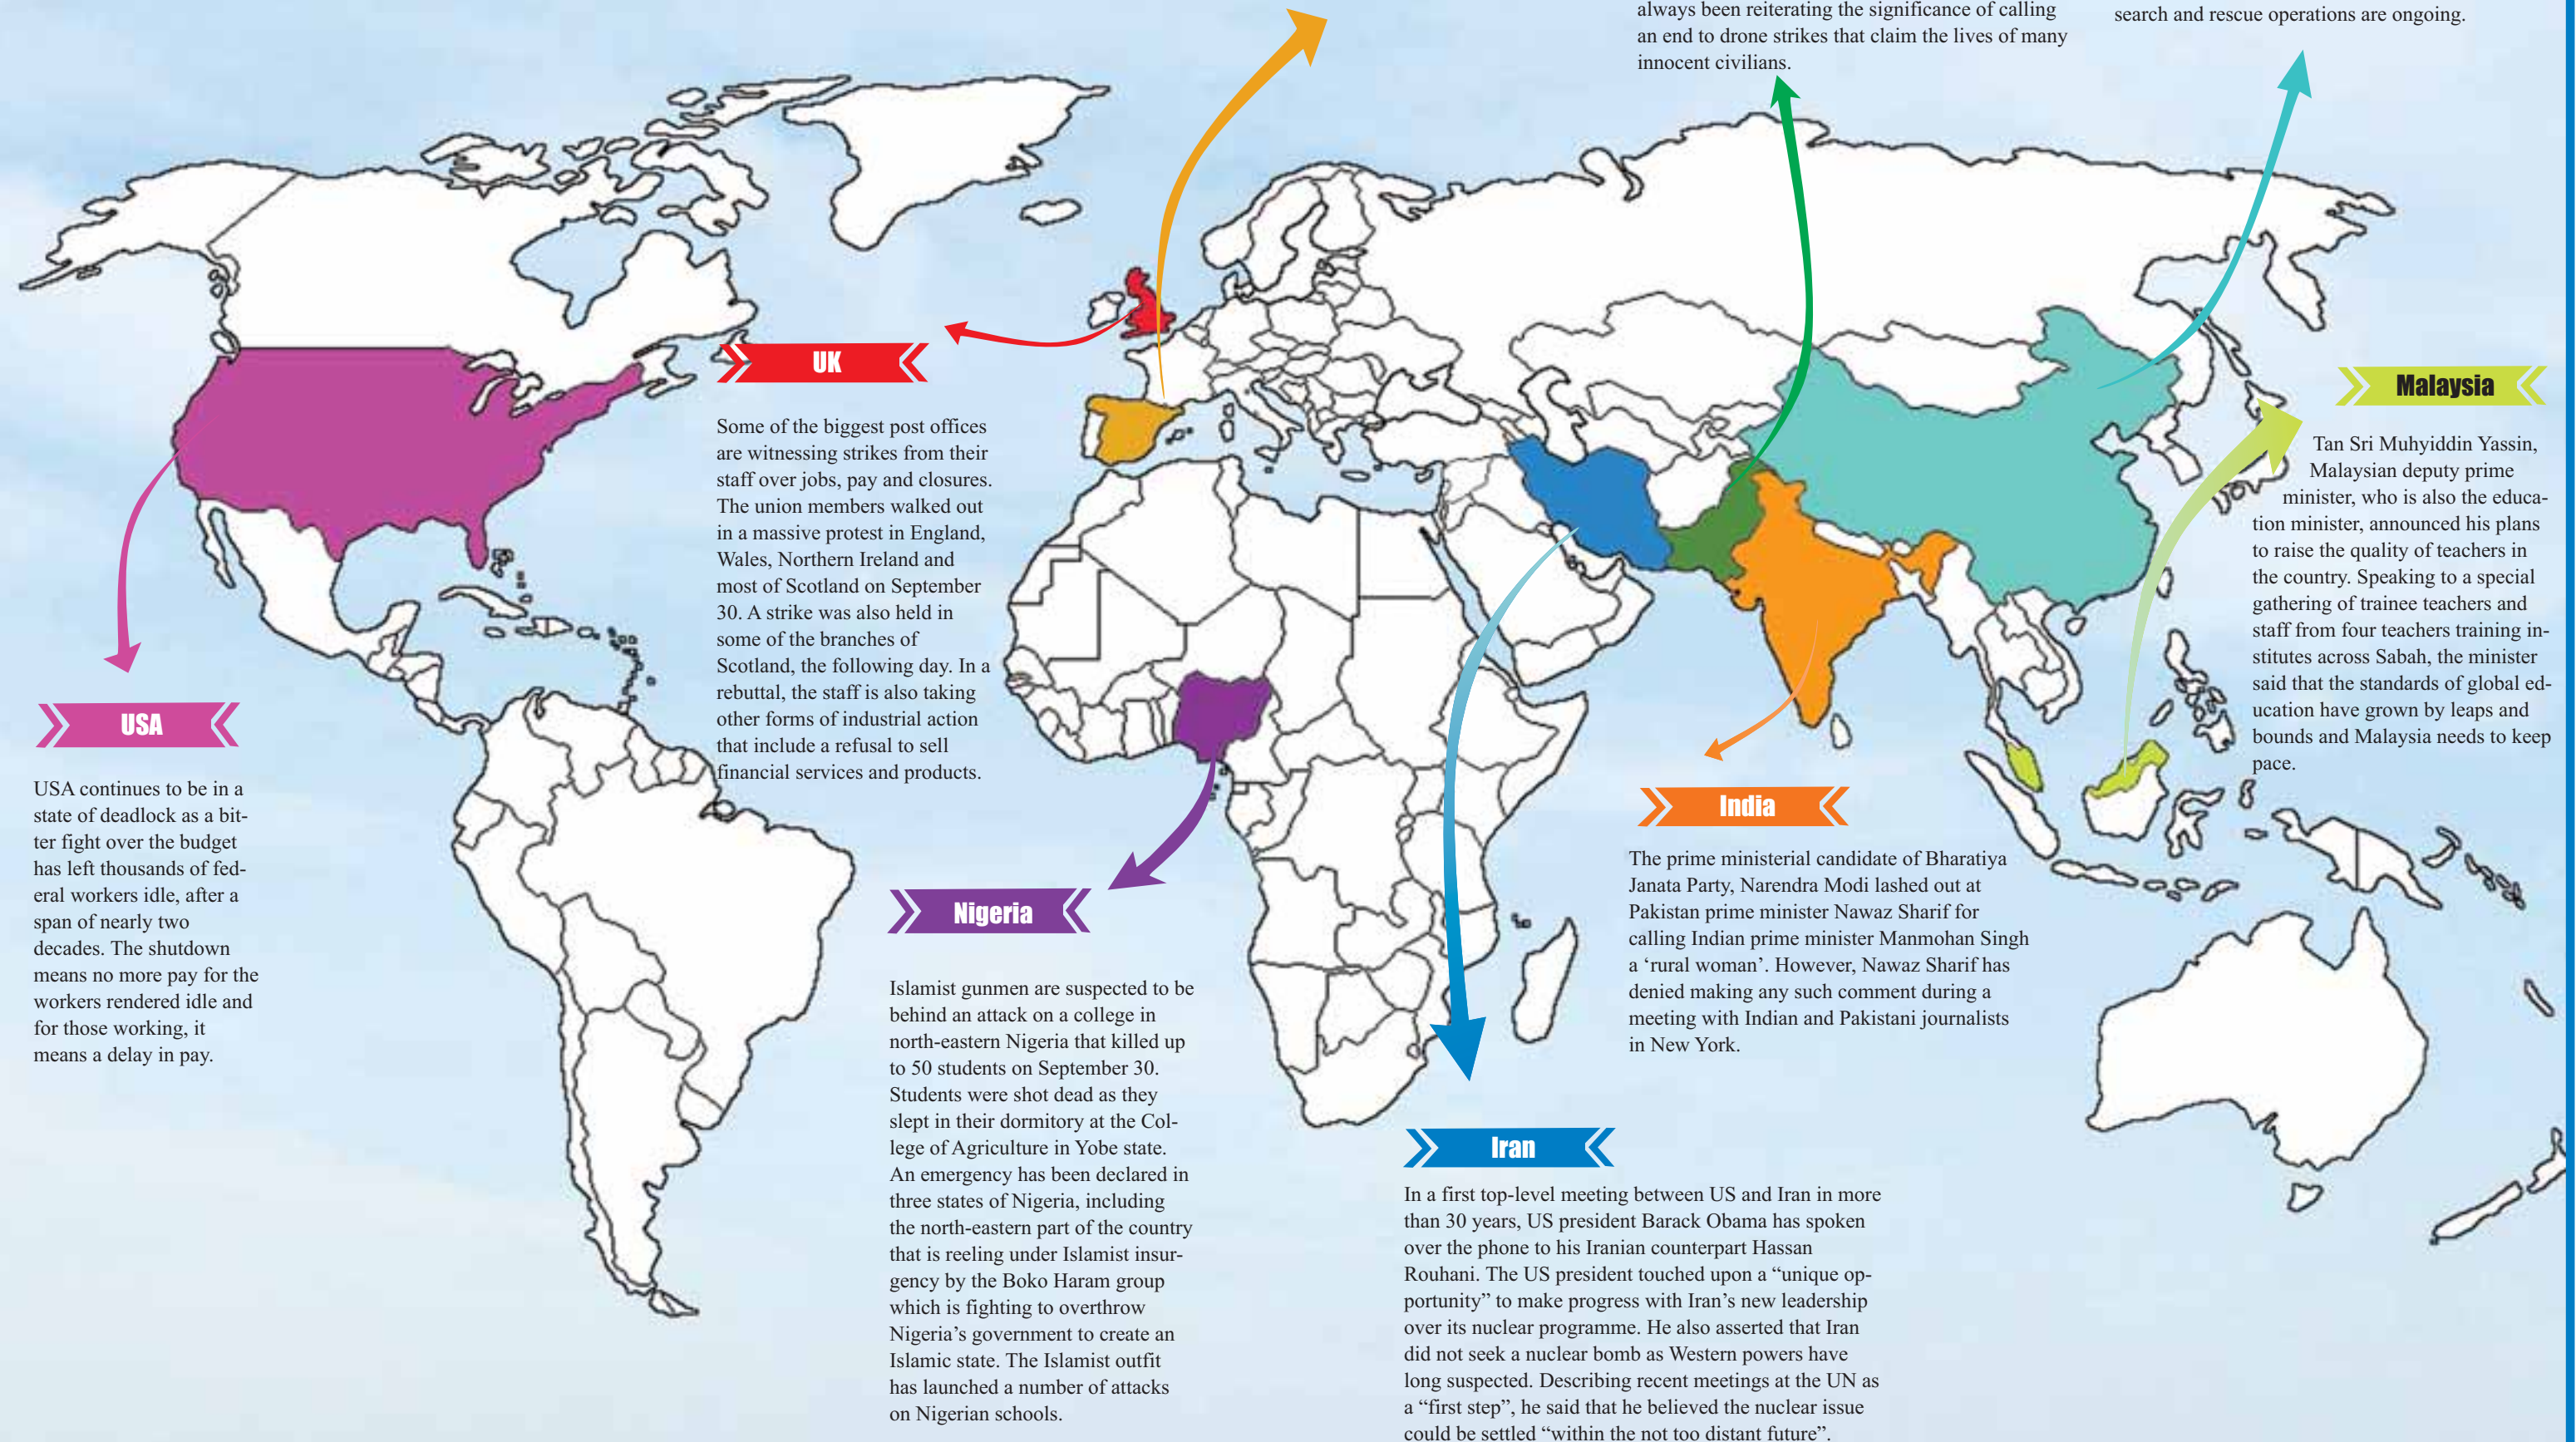 always been reiterating the significance of calling
an end to drone strikes that claim the lives of many
innocent civilians.
search and rescue operations are ongoing.
UK
Some of the biggest post offices
are witnessing strikes from their
staff over jobs, pay and closures.
The union members walked out
in a massive protest in England,
Wales, Northern Ireland and
most of Scotland on September
30. A strike was also held in
some of the branches of
Scotland, the following day. In a
rebuttal, the staff is also taking
other forms of industrial action
that include a refusal to sell
financial services and products.
Malaysia
Tan Sri Muhyiddin Yassin,
Malaysian deputy prime
minister, who is also the educa-
tion minister, announced his plans
to raise the quality of teachers in
the country. Speaking to a special
gathering of trainee teachers and
staff from four teachers training in-
stitutes across Sabah, the minister
said that the standards of global ed-
ucation have grown by leaps and
bounds and Malaysia needs to keep
pace.
USA
USA continues to be in a
state of deadlock as a bit-
ter fight over the budget
has left thousands of fed-
eral workers idle, after a
span of nearly two
decades. The shutdown
means no more pay for the
workers rendered idle and
for those working, it
means a delay in pay.
India
The prime ministerial candidate of Bharatiya
Janata Party, Narendra Modi lashed out at
Pakistan prime minister Nawaz Sharif for
calling Indian prime minister Manmohan Singh
a ‘rural woman’. However, Nawaz Sharif has
denied making any such comment during a
meeting with Indian and Pakistani journalists
in New York.
Nigeria
Islamist gunmen are suspected to be
behind an attack on a college in
north-eastern Nigeria that killed up
to 50 students on September 30.
Students were shot dead as they
slept in their dormitory at the Col-
lege of Agriculture in Yobe state.
An emergency has been declared in
three states of Nigeria, including
the north-eastern part of the country
that is reeling under Islamist insur-
gency by the Boko Haram group
which is fighting to overthrow
Nigeria’s government to create an
Islamic state. The Islamist outfit
has launched a number of attacks
on Nigerian schools.
Iran
In a first top-level meeting between US and Iran in more
than 30 years, US president Barack Obama has spoken
over the phone to his Iranian counterpart Hassan
Rouhani. The US president touched upon a “unique op-
portunity” to make progress with Iran’s new leadership
over its nuclear programme. He also asserted that Iran
did not seek a nuclear bomb as Western powers have
long suspected. Describing recent meetings at the UN as
a “first step”, he said that he believed the nuclear issue
could be settled “within the not too distant future”.